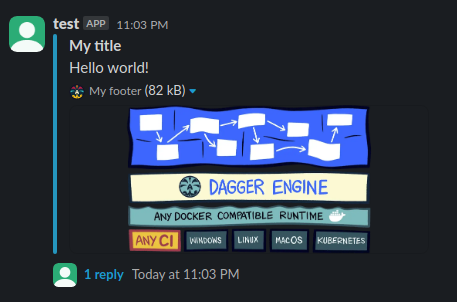 test APP 11:03 PM
My title
Hello world!
My footer (82 kB)
DAGGER ENGINE
ANY DOCKER COMPATIBLE RUNTIME
ANY CI WINDOWS LINUX MACOS KUBERNETES
1 reply Today at 11:03 PM